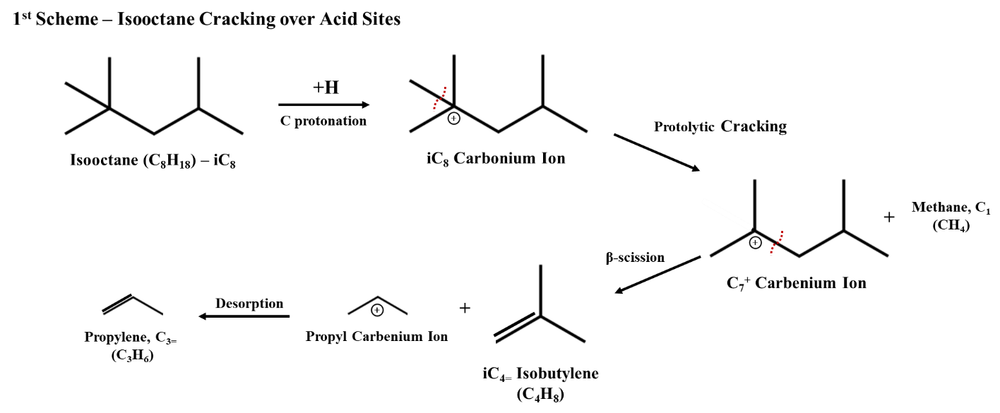 1st Scheme – Isooctane Cracking over Acid Sites
+H
C protonation
Isooctane (C8H18) – iC8
iC8 Carbonium Ion
Protolytic Cracking
+
Methane, C1
(CH4)
C7+ Carbenium Ion
β-scission
Desorption
Propylene, C3=
(C3H6)
+
Propyl Carbenium Ion
+
+
iC4= Isobutylene
(C4H8)